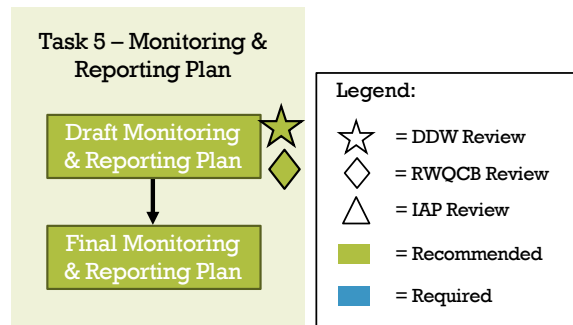 Task 5 – Monitoring &
Reporting Plan
Draft Monitoring
& Reporting Plan
Final Monitoring
& Reporting Plan
Legend:
= DDW Review
= RWQCB Review
= IAP Review
= Recommended
= Required